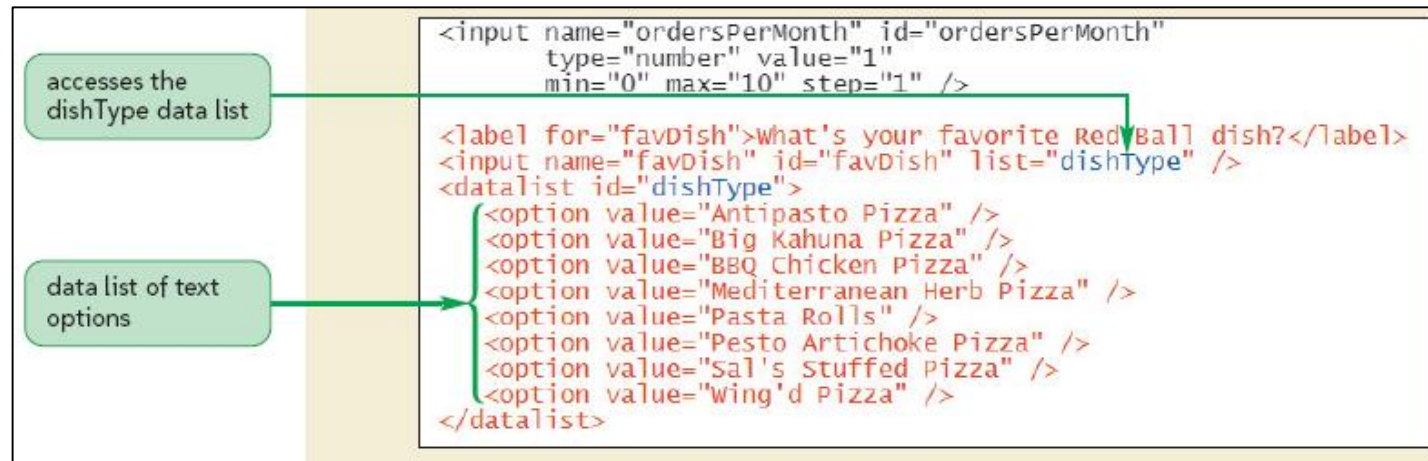 accesses the
dishType data list
data list of text
options
<input name="ordersPerMonth" id="ordersPerMonth"
type="number" value="1"
min="0" max="10" step="1" />
<label for="favDish">What's your favorite Red Ball dish?</label>
<input name="favDish" id="favDish" list="dishType" />
<datalist id="dishType">
<option value="Antipasto Pizza" />
<option value="Big Kahuna Pizza" />
<option value="BBQ Chicken Pizza" />
<option value="Mediterranean Herb Pizza" />
<option value="Pasta Rolls" />
<option value="Pesto Artichoke Pizza" />
<option value="Sal's Stuffed Pizza" />
<option value="Wing'd Pizza" />
</datalist>